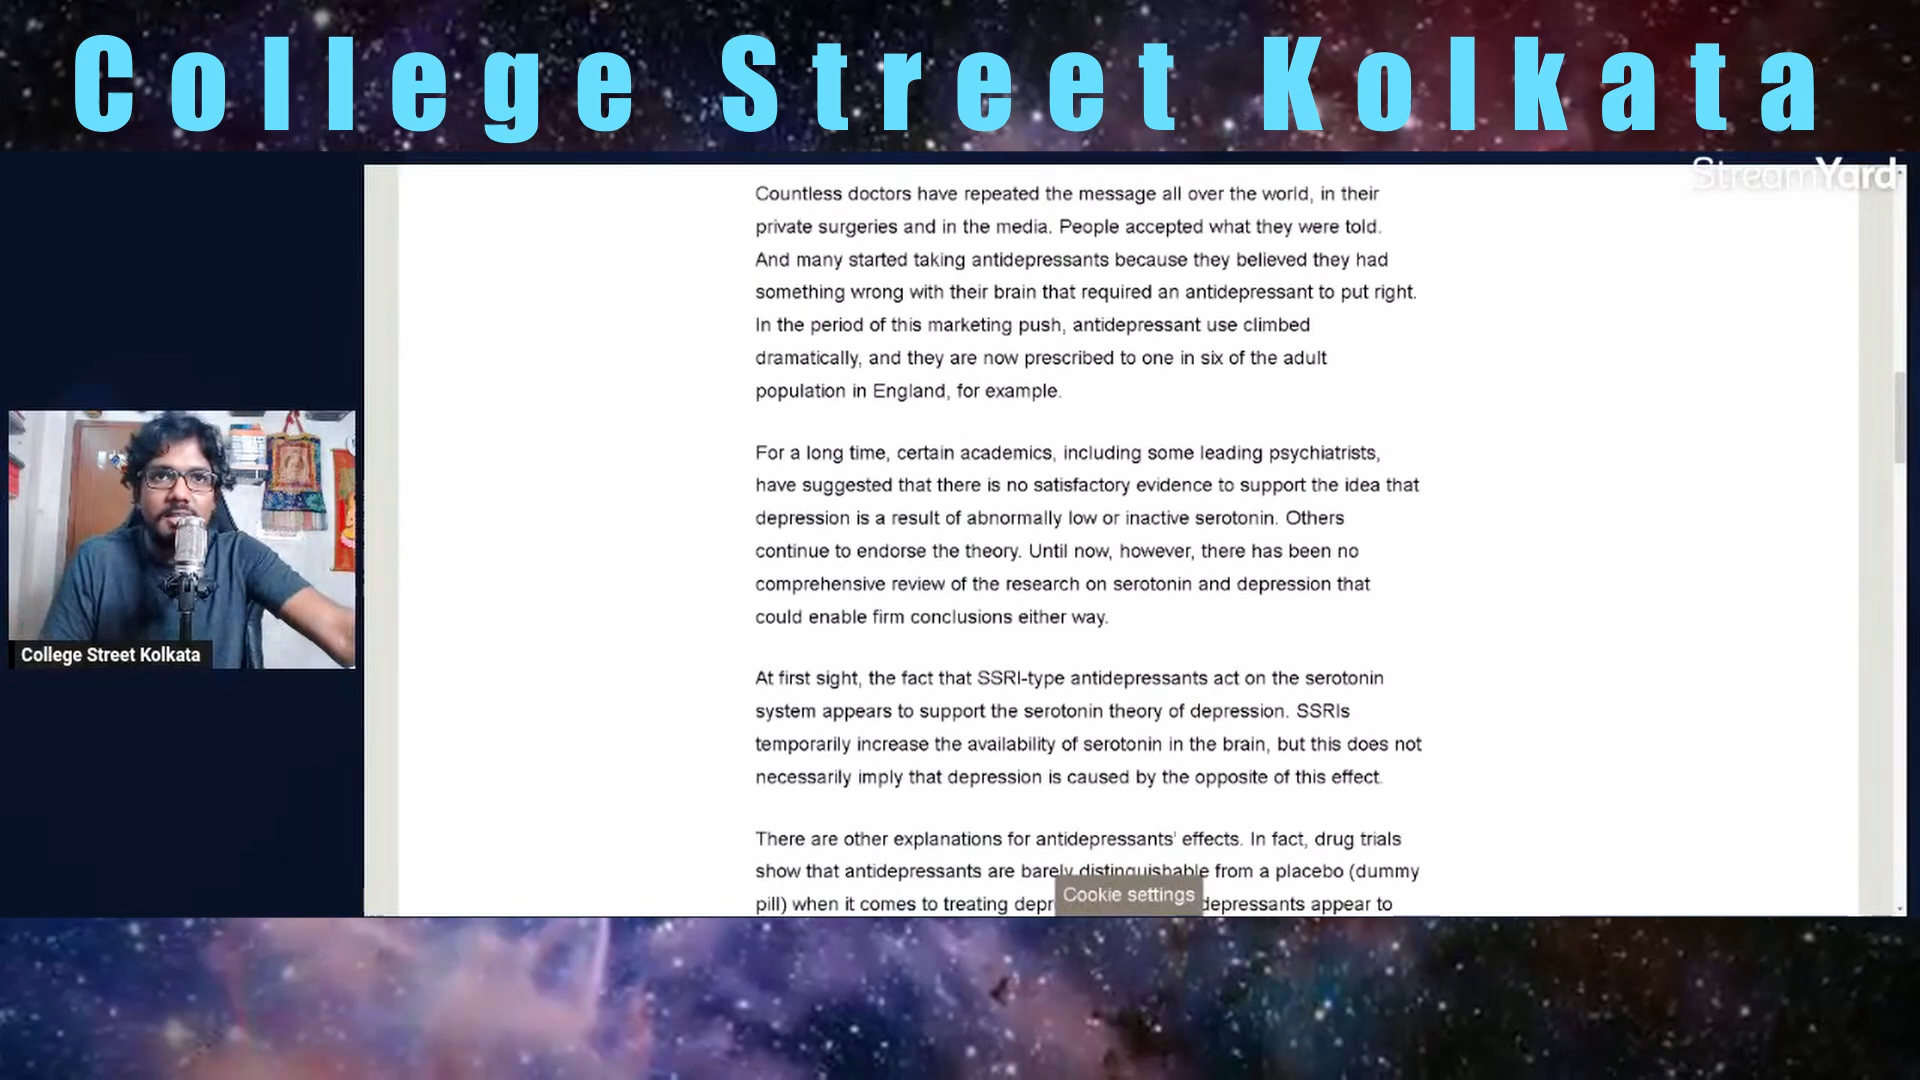 College Street Kolkata
StreamYard
Countless doctors have repeated the message all over the world, in their
private surgeries and in the media. People accepted what they were told.
And many started taking antidepressants because they believed they had
something wrong with their brain that required an antidepressant to put right.
In the period of this marketing push, antidepressant use climbed
dramatically, and they are now prescribed to one in six of the adult
population in England, for example.
For a long time, certain academics, including some leading psychiatrists,
have suggested that there is no satisfactory evidence to support the idea that
depression is a result of abnormally low or inactive serotonin. Others
continue to endorse the theory. Until now, however, there has been no
comprehensive review of the research on serotonin and depression that
could enable firm conclusions either way.
At first sight, the fact that SSRI-type antidepressants act on the serotonin
system appears to support the serotonin theory of depression. SSRIs
temporarily increase the availability of serotonin in the brain, but this does not
necessarily imply that depression is caused by the opposite of this effect.
There are other explanations for antidepressants' effects. In fact, drug trials
show that antidepressants are barely distinguishable from a placebo (dummy
pill) when it comes to treating depr depressants appear to
Cookie settings
College Street Kolkata